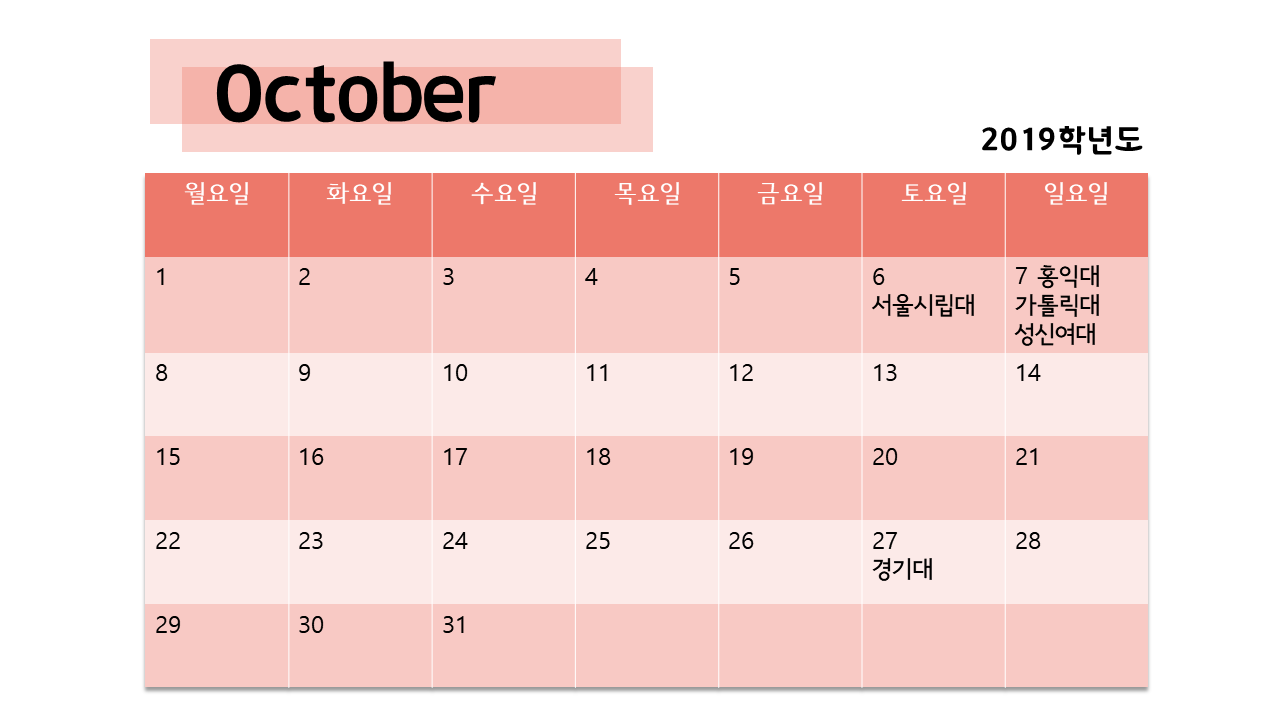 October
2019학년도
월요일 화요일 수요일 목요일 금요일 토요일 일요일
1 2 3 4 5 6 7 홍익대
서울시립대 가톨릭대
성신여대
8 9 10 11 12 13 14
15 16 17 18 19 20 21
22 23 24 25 26 27 28
경기대
29 30 31